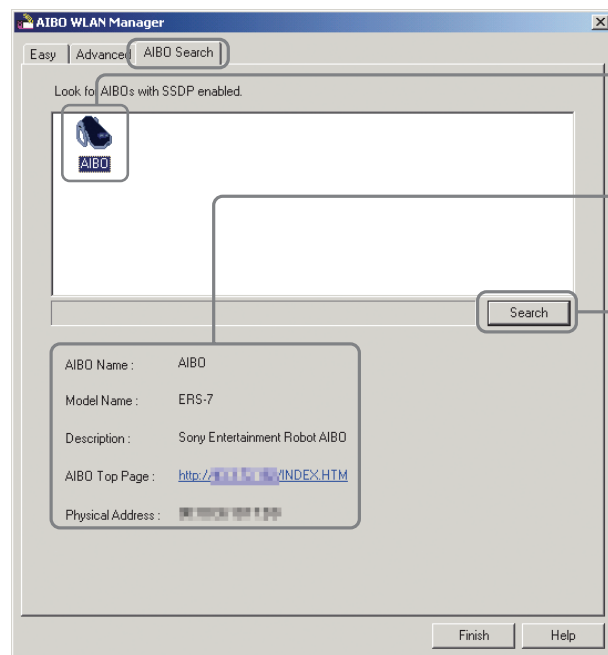 AIBO WLAN Manager
Easy Advanced AIBO Search
Look for AIBOs with SSDP enabled.
AIBO
Search
AIBO Name : AIBO
Model Name : ERS-7
Description : Sony Entertainment Robot AIBO
AIBO Top Page : http:// /INDEX.HTM
Physical Address :
Finish Help